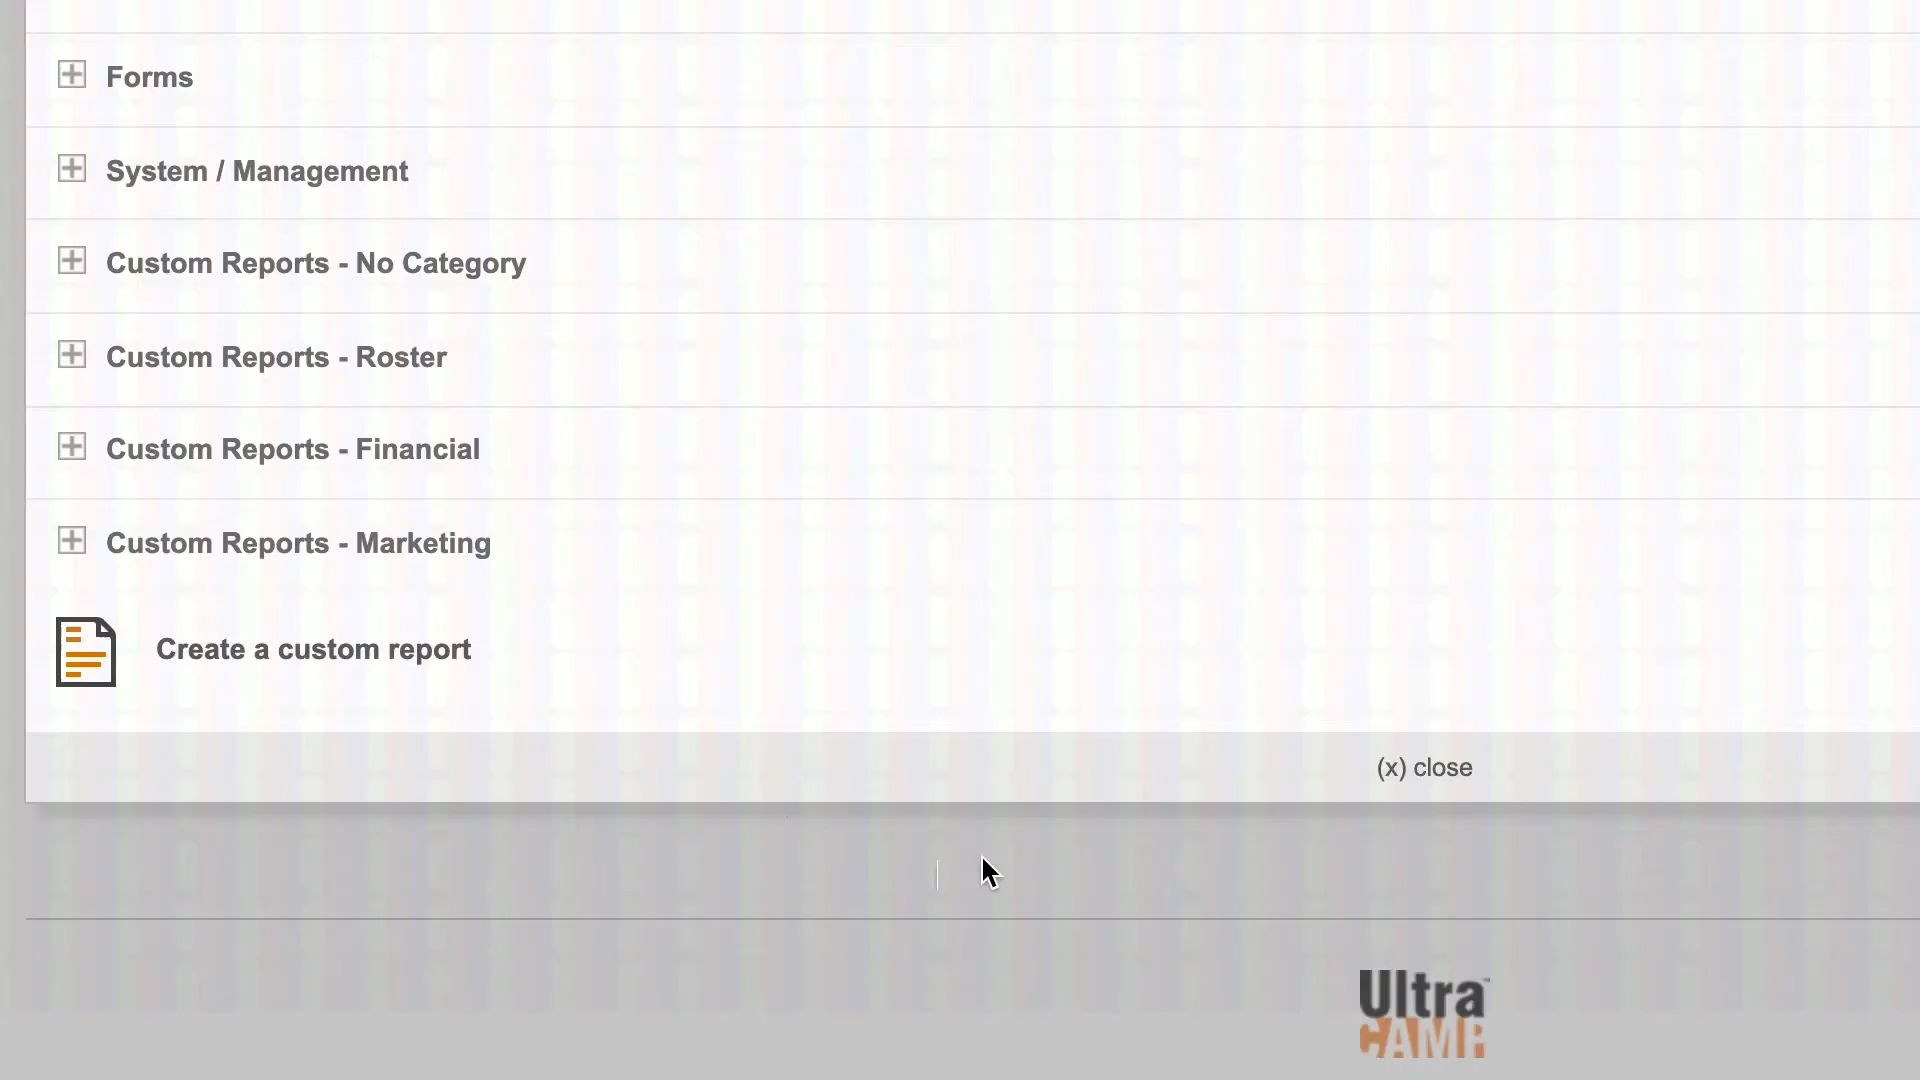 Forms
System / Management
Custom Reports - No Category
Custom Reports - Roster
Custom Reports - Financial
Custom Reports - Marketing
Create a custom report
(x) close
Ultra
CAMP